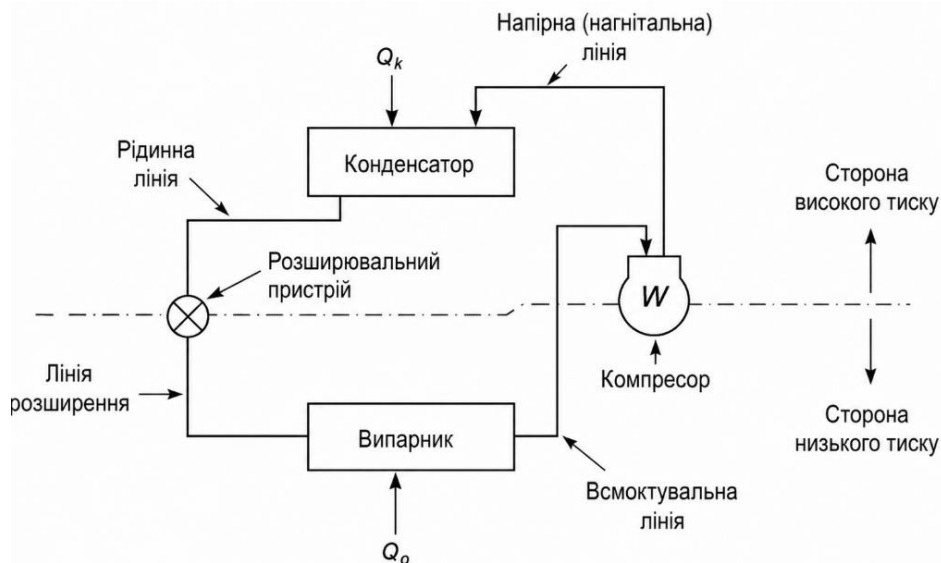 Напірна (нагнітальна)
лінія
Qk
Рідинна
лінія
Конденсатор
Сторона
високого тиску
Розширювальний
пристрій
W
Компресор
Лінія
розширення
Випарник
Сторона
низького тиску
Всмоктувальна
лінія
Qo